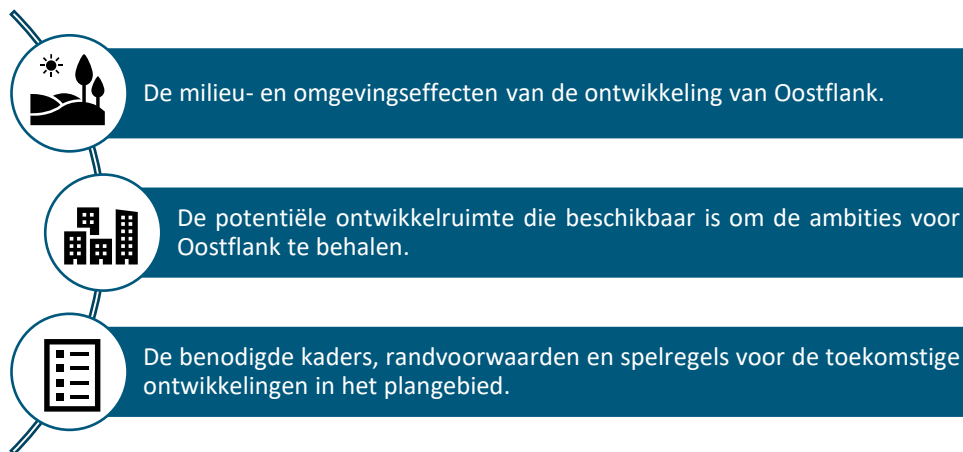 De milieu- en omgevingseffecten van de ontwikkeling van Oostflank.
De potentiële ontwikkelruimte die beschikbaar is om de ambities voor
Oostflank te behalen.
De benodigde kaders, randvoorwaarden en spelregels voor de toekomstige
ontwikkelingen in het plangebied.